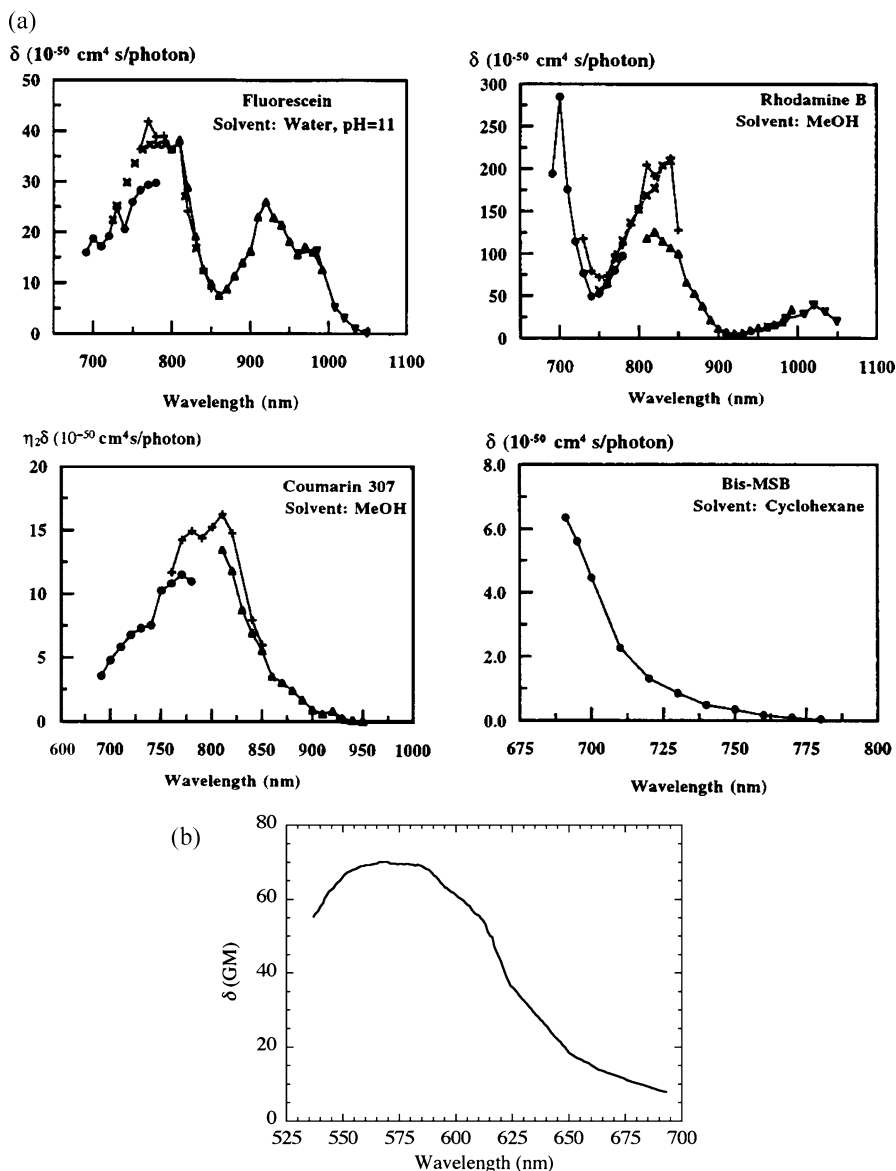 (a)
δ (10⁻⁵⁰ cm⁴ s/photon)
50
40
30
20
10
0
Fluorescein
Solvent: Water, pH=11
700 800 900 1000 1100
Wavelength (nm)
δ (10⁻⁵⁰ cm⁴ s/photon)
300
250
200
150
100
50
0
Rhodamine B
Solvent: MeOH
700 800 900 1000 1100
Wavelength (nm)
η₂δ (10⁻⁵⁰ cm⁴s/photon)
20
15
10
5
0
Coumarin 307
Solvent: MeOH
600 700 750 800 850 900 950 1000
Wavelength (nm)
δ (10⁻⁵⁰ cm⁴ s/photon)
8.0
6.0
4.0
2.0
0.0
Bis-MSB
Solvent: Cyclohexane
675 700 725 750 775 800
Wavelength (nm)
(b)
80
60
40
20
0
δ (GM)
525 550 575 600 625 650 675 700
Wavelength (nm)